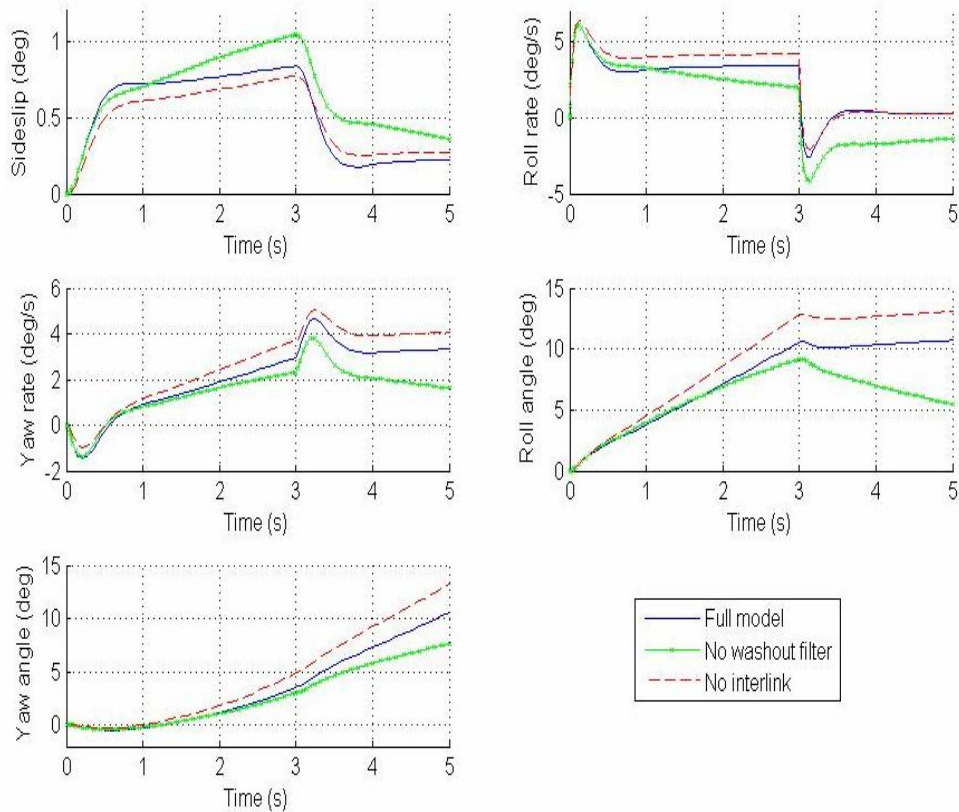 Sideslip (deg)
1
0.5
0
0 1 2 3 4 5
Time (s)
Roll rate (deg/s)
5
0
-5
0 1 2 3 4 5
Time (s)
Yaw rate (deg/s)
6
4
2
0
-2
0 1 2 3 4 5
Time (s)
Roll angle (deg)
15
10
5
0
0 1 2 3 4 5
Time (s)
Yaw angle (deg)
15
10
5
0
0 1 2 3 4 5
Time (s)
Full model
No washout filter
No interlink